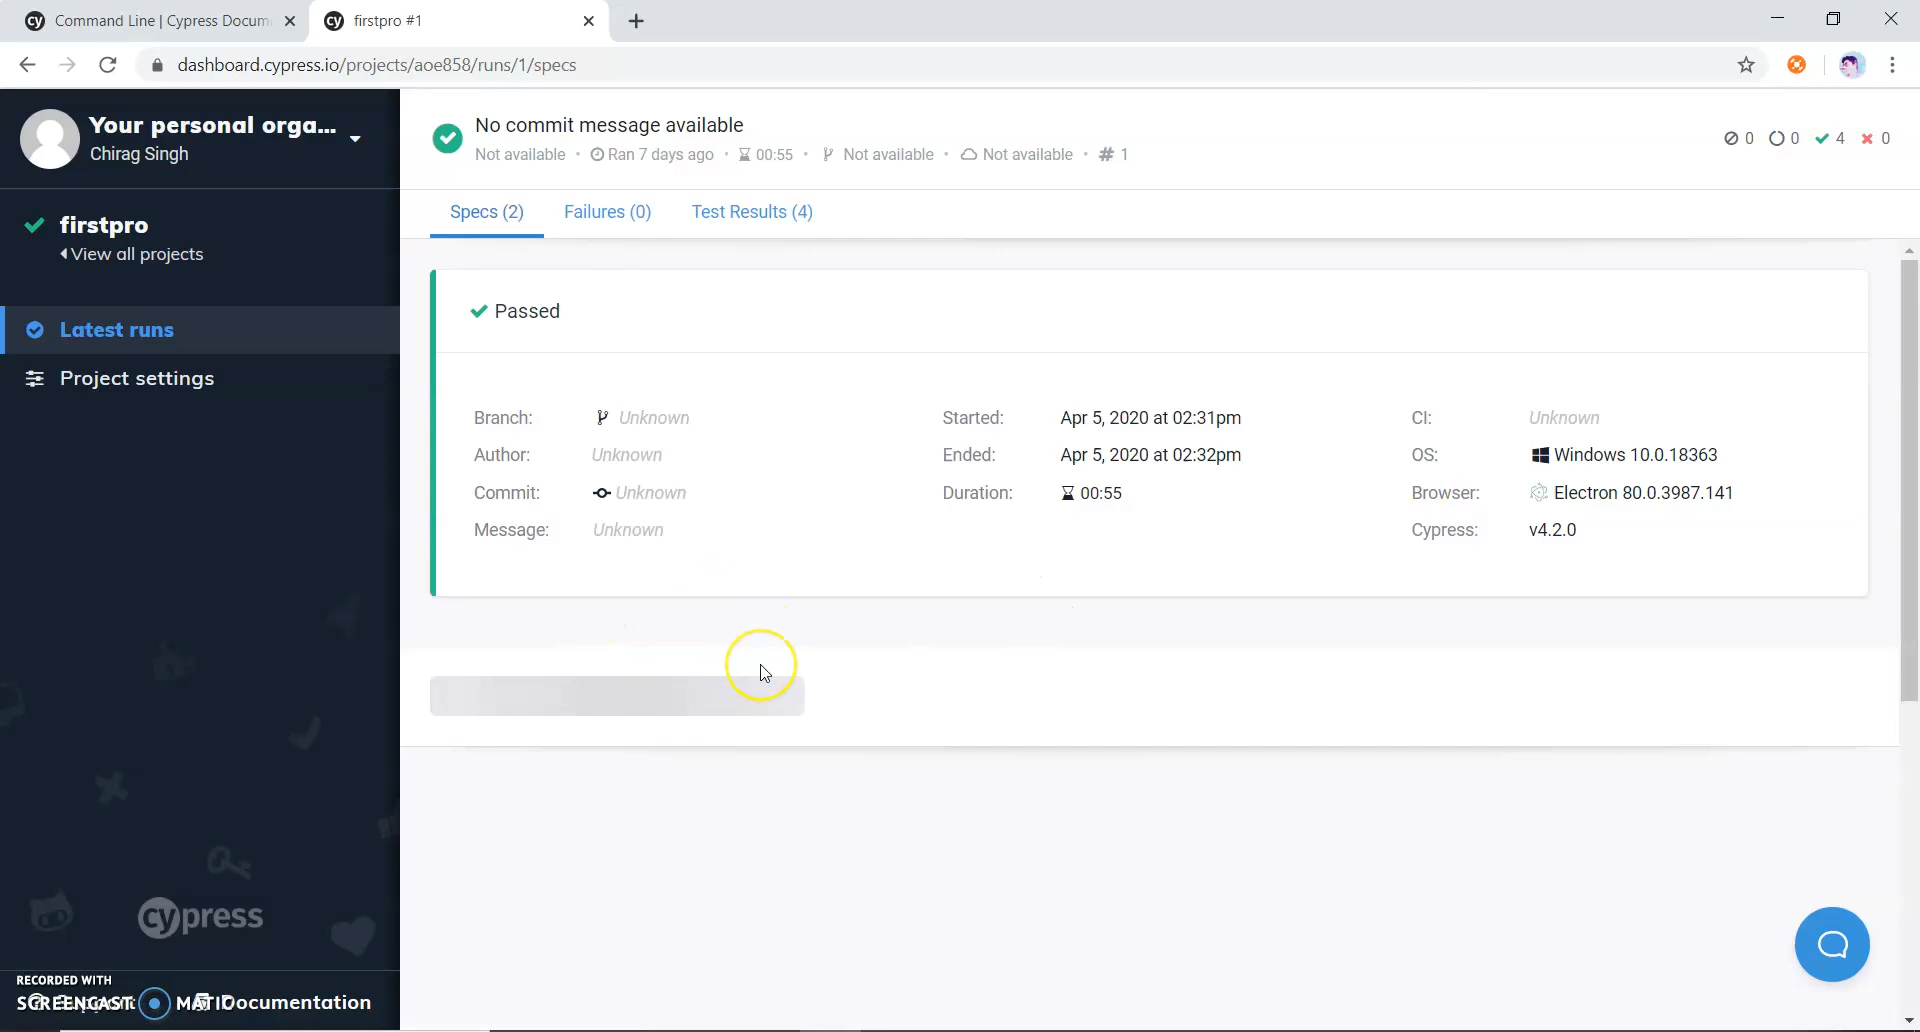 Command Line | Cypress Docum
firstpro #1
dashboard.cypress.io/projects/aoe858/runs/1/specs
Your personal orga...
Chirag Singh
firstpro
View all projects
Latest runs
Project settings
cypress
RECORDED WITH
SCREENCAST MATIC
Documentation
No commit message available
Not available • Ran 7 days ago • 00:55 • Not available • Not available • # 1
0 0 4 0
Specs (2) Failures (0) Test Results (4)
Passed
Branch: Unknown
Author: Unknown
Commit: Unknown
Message: Unknown
Started: Apr 5, 2020 at 02:31pm
Ended: Apr 5, 2020 at 02:32pm
Duration: 00:55
CI: Unknown
OS: Windows 10.0.18363
Browser: Electron 80.0.3987.141
Cypress: v4.2.0